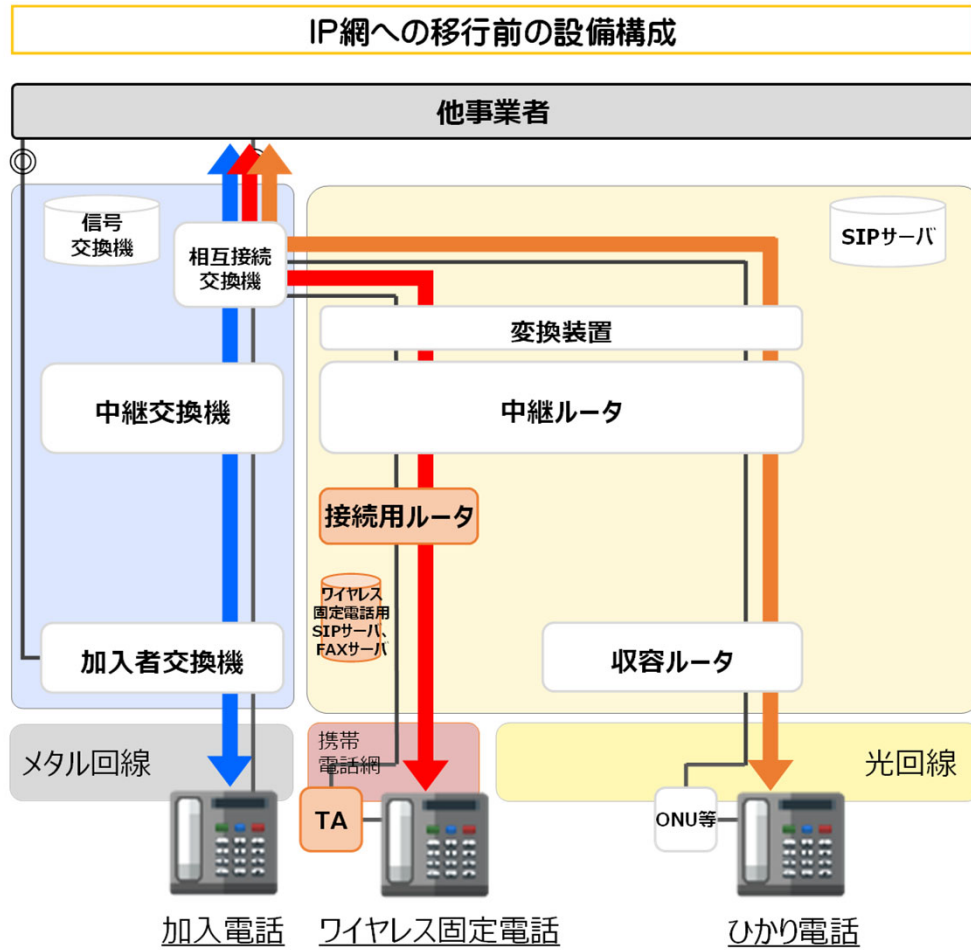 IP網への移行前の設備構成
他事業者
信号
交換機
相互接続
交換機
SIPサーバ
変換装置
中継交換機
中継ルータ
接続用ルータ
ワイヤレス
固定電話用
SIPサーバ、
FAXサーバ
加入者交換機
収容ルータ
メタル回線
携帯
電話網
光回線
TA
ONU等
加入電話
ワイヤレス固定電話
ひかり電話